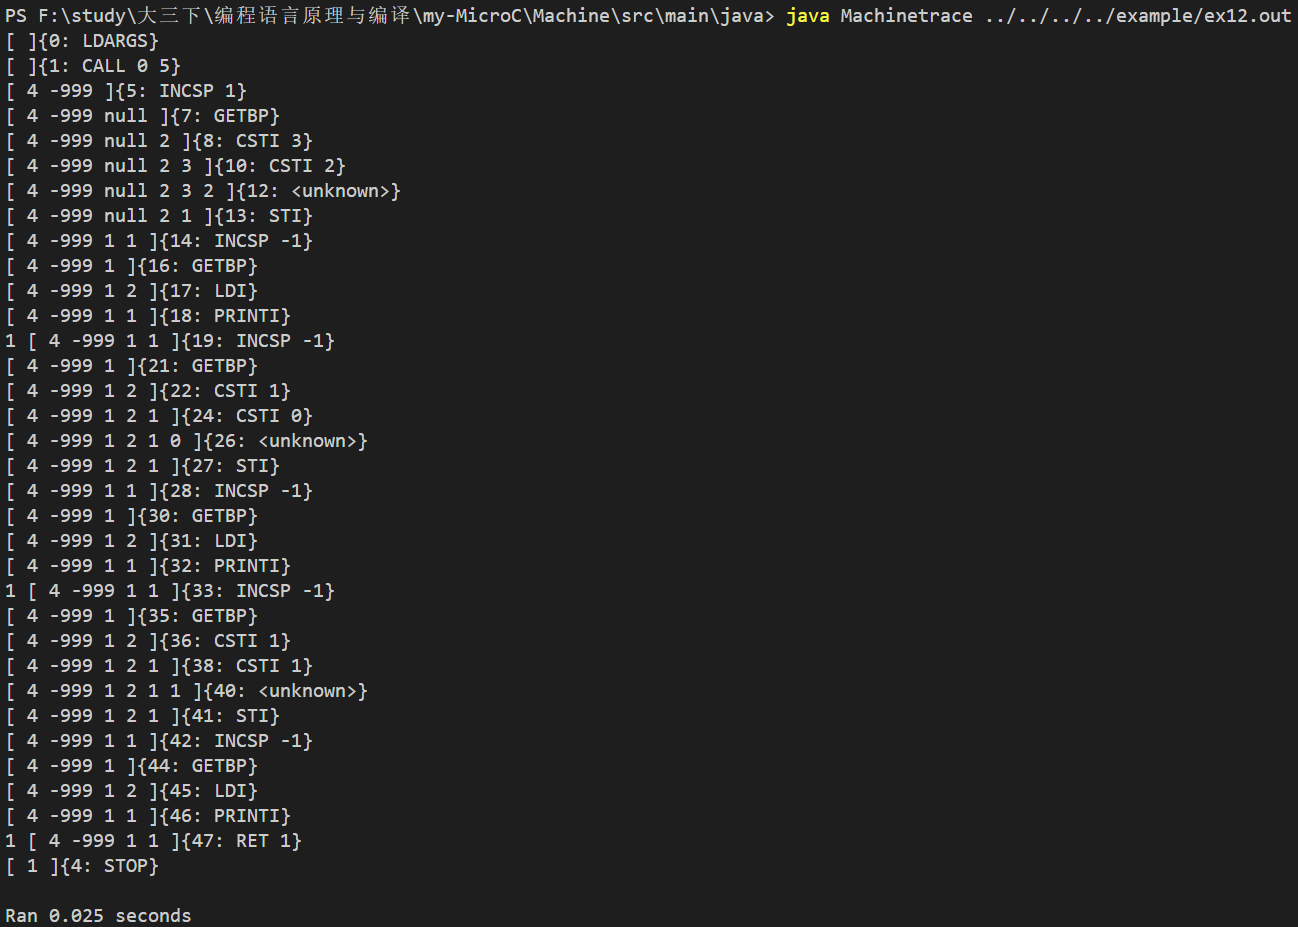 PS F:\study\大三下\编程语言原理与编译\my-MicroC\Machine\src\main\java> java Machinetrace ../../../../example/ex12.out
[ ]{0: LDARGS}
[ ]{1: CALL 0 5}
[ 4 -999 ]{5: INCSP 1}
[ 4 -999 null ]{7: GETBP}
[ 4 -999 null 2 ]{8: CSTI 3}
[ 4 -999 null 2 3 ]{10: CSTI 2}
[ 4 -999 null 2 3 2 ]{12: <unknown>}
[ 4 -999 null 2 1 ]{13: STI}
[ 4 -999 1 1 ]{14: INCSP -1}
[ 4 -999 1 ]{16: GETBP}
[ 4 -999 1 2 ]{17: LDI}
[ 4 -999 1 1 ]{18: PRINTI}
1 [ 4 -999 1 1 ]{19: INCSP -1}
[ 4 -999 1 ]{21: GETBP}
[ 4 -999 1 2 ]{22: CSTI 1}
[ 4 -999 1 2 1 ]{24: CSTI 0}
[ 4 -999 1 2 1 0 ]{26: <unknown>}
[ 4 -999 1 2 1 ]{27: STI}
[ 4 -999 1 1 ]{28: INCSP -1}
[ 4 -999 1 ]{30: GETBP}
[ 4 -999 1 2 ]{31: LDI}
[ 4 -999 1 1 ]{32: PRINTI}
1 [ 4 -999 1 1 ]{33: INCSP -1}
[ 4 -999 1 ]{35: GETBP}
[ 4 -999 1 2 ]{36: CSTI 1}
[ 4 -999 1 2 1 ]{38: CSTI 1}
[ 4 -999 1 2 1 1 ]{40: <unknown>}
[ 4 -999 1 2 1 ]{41: STI}
[ 4 -999 1 1 ]{42: INCSP -1}
[ 4 -999 1 ]{44: GETBP}
[ 4 -999 1 2 ]{45: LDI}
[ 4 -999 1 1 ]{46: PRINTI}
1 [ 4 -999 1 1 ]{47: RET 1}
[ 1 ]{4: STOP}
Ran 0.025 seconds